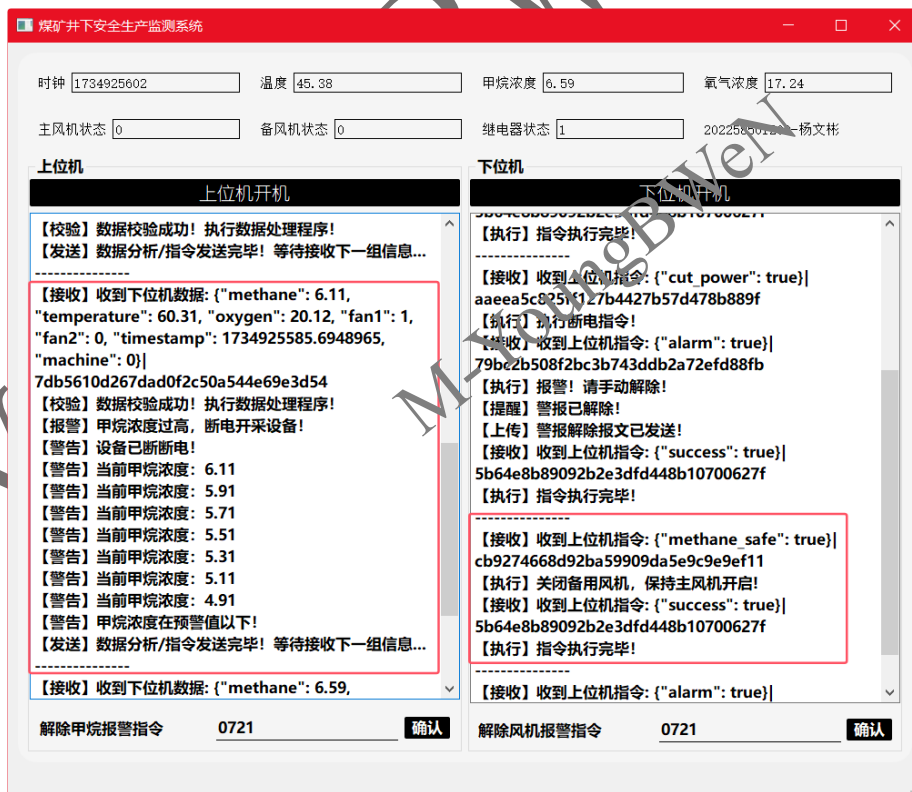 煤矿井下安全生产监测系统
时钟 1734925602 温度 45.38 甲烷浓度 6.59 氧气浓度 17.24
主风机状态 0 备风机状态 0 继电器状态 1 杨文彬
上位机
上位机开机
【校验】数据校验成功！执行数据处理程序！
【发送】数据分析/指令发送完毕！等待接收下一组信息...
---------------
【接收】收到下位机数据: {"methane": 6.11,
"temperature": 60.31, "oxygen": 20.12, "fan1": 1,
"fan2": 0, "timestamp": 1734925585.6948965,
"machine": 0}|
7db5610d267dad0f2c50a544e69e3d54
【校验】数据校验成功！执行数据处理程序！
【报警】甲烷浓度过高，断电开采设备！
【警告】设备已断断电！
【警告】当前甲烷浓度：6.11
【警告】当前甲烷浓度：5.91
【警告】当前甲烷浓度：5.71
【警告】当前甲烷浓度：5.51
【警告】当前甲烷浓度：5.31
【警告】当前甲烷浓度：5.11
【警告】当前甲烷浓度：4.91
【警告】甲烷浓度在预警值以下！
【发送】数据分析/指令发送完毕！等待接收下一组信息...
---------------
【接收】收到下位机数据: {"methane": 6.59,
解除甲烷报警指令 0721 确认
下位机
下位机开机
【执行】指令执行完毕！
---------------
【接收】收到上位机指令: {"cut_power": true}|
【执行】执行断电指令！
【接收】收到上位机指令: {"alarm": true}|
79bc2b508f2bc3b743ddb2a72efd88fb
【执行】报警！请手动解除！
【提醒】警报已解除！
【上传】警报解除报文已发送！
【接收】收到上位机指令: {"success": true}|
5b64e8b89092b2e3dfd448b10700627f
【执行】指令执行完毕！
---------------
【接收】收到上位机指令: {"methane_safe": true}|
cb9274668d92ba59909da5e9c9e9ef11
【执行】关闭备用风机，保持主风机开启!
【接收】收到上位机指令: {"success": true}|
5b64e8b89092b2e3dfd448b10700627f
【执行】指令执行完毕！
---------------
【接收】收到上位机指令: {"alarm": true}|
解除风机报警指令 0721 确认
M-YoungBWeN